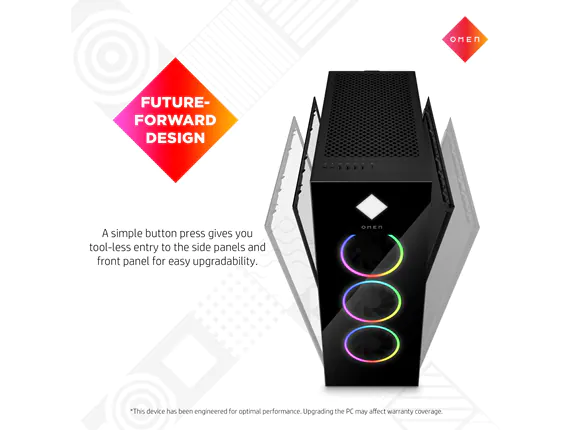 OMEN
FUTURE-
FORWARD
DESIGN
A simple button press gives you
tool-less entry to the side panels and
front panel for easy upgradability.
OMEN
*This device has been engineered for optimal performance. Upgrading the PC may affect warranty coverage.